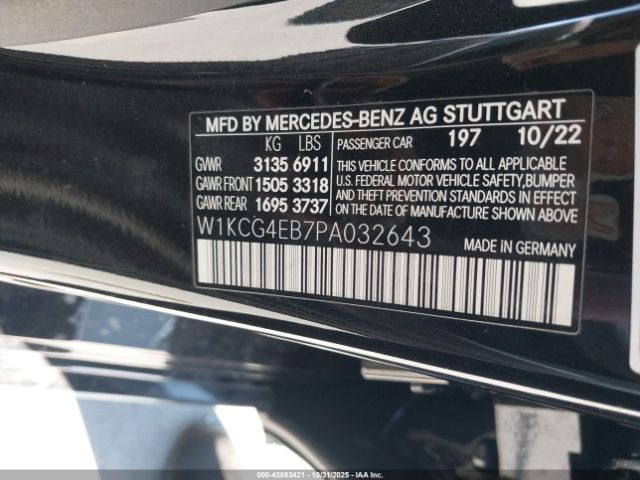 MFD BY MERCEDES-BENZ AG STUTTGART
KG LBS PASSENGER CAR 197 10/22
GVWR 3135 6911
GAWR FRONT 1505 3318
GAWR REAR 1695 3737
THIS VEHICLE CONFORMS TO ALL APPLICABLE
U.S. FEDERAL MOTOR VEHICLE SAFETY, BUMPER
AND THEFT PREVENTION STANDARDS IN EFFECT
ON THE DATE OF MANUFACTURE SHOWN ABOVE.
W1KCG4EB7PA032643
MADE IN GERMANY
000-43593421 - 10/31/2025 - IAA Inc.